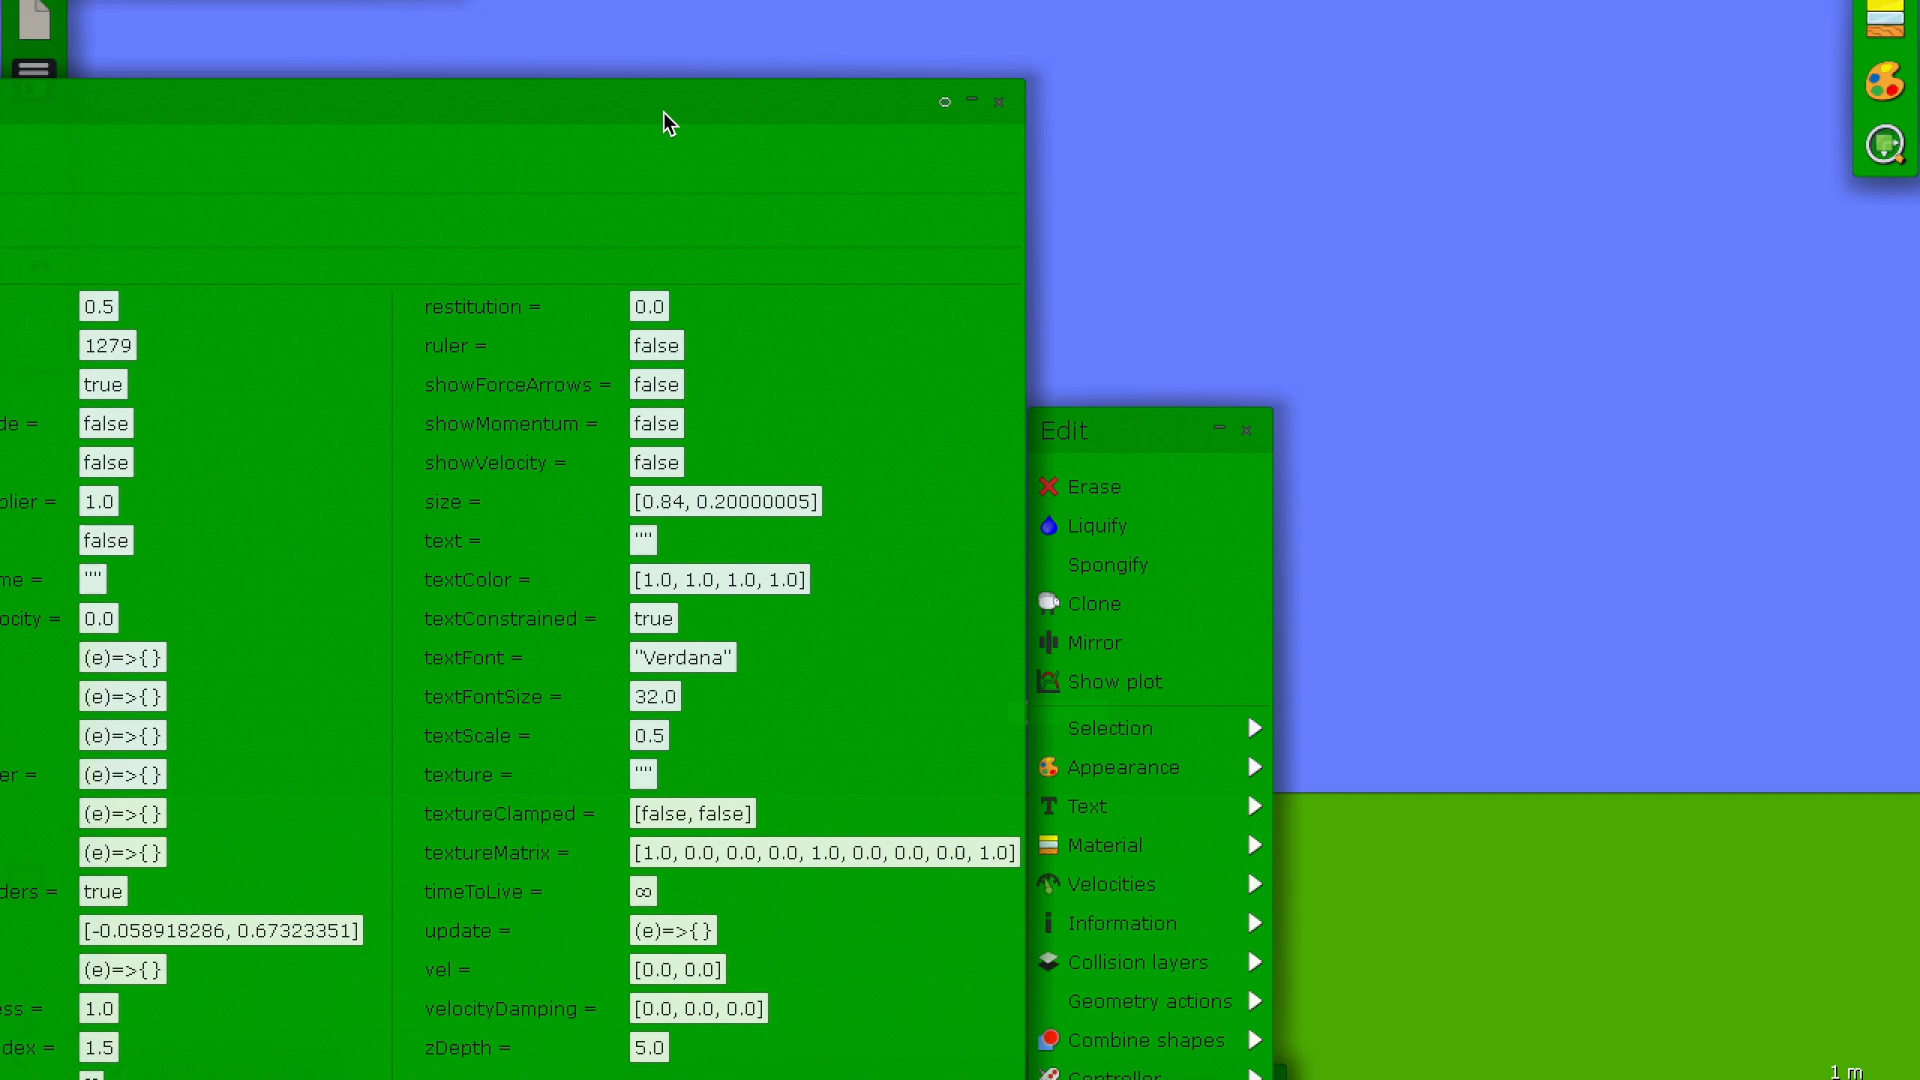 0.5
1279
true
de = false
false
plier = 1.0
false
me = ""
ocity = 0.0
(e)=>{}
(e)=>{}
(e)=>{}
er = (e)=>{}
(e)=>{}
(e)=>{}
ders = true
[-0.058918286, 0.67323351]
(e)=>{}
ess = 1.0
dex = 1.5
restitution = 0.0
ruler = false
showForceArrows = false
showMomentum = false
showVelocity = false
size = [0.84, 0.20000005]
text = ""
textColor = [1.0, 1.0, 1.0, 1.0]
textConstrained = true
textFont = "Verdana"
textFontSize = 32.0
textScale = 0.5
texture = ""
textureClamped = [false, false]
textureMatrix = [1.0, 0.0, 0.0, 0.0, 1.0, 0.0, 0.0, 0.0, 1.0]
timeToLive = ∞
update = (e)=>{}
vel = [0.0, 0.0]
velocityDamping = [0.0, 0.0, 0.0]
zDepth = 5.0
Edit
Erase
Liquify
Spongify
Clone
Mirror
Show plot
Selection
Appearance
Text
Material
Velocities
Information
Collision layers
Geometry actions
Combine shapes
Controller
1 m